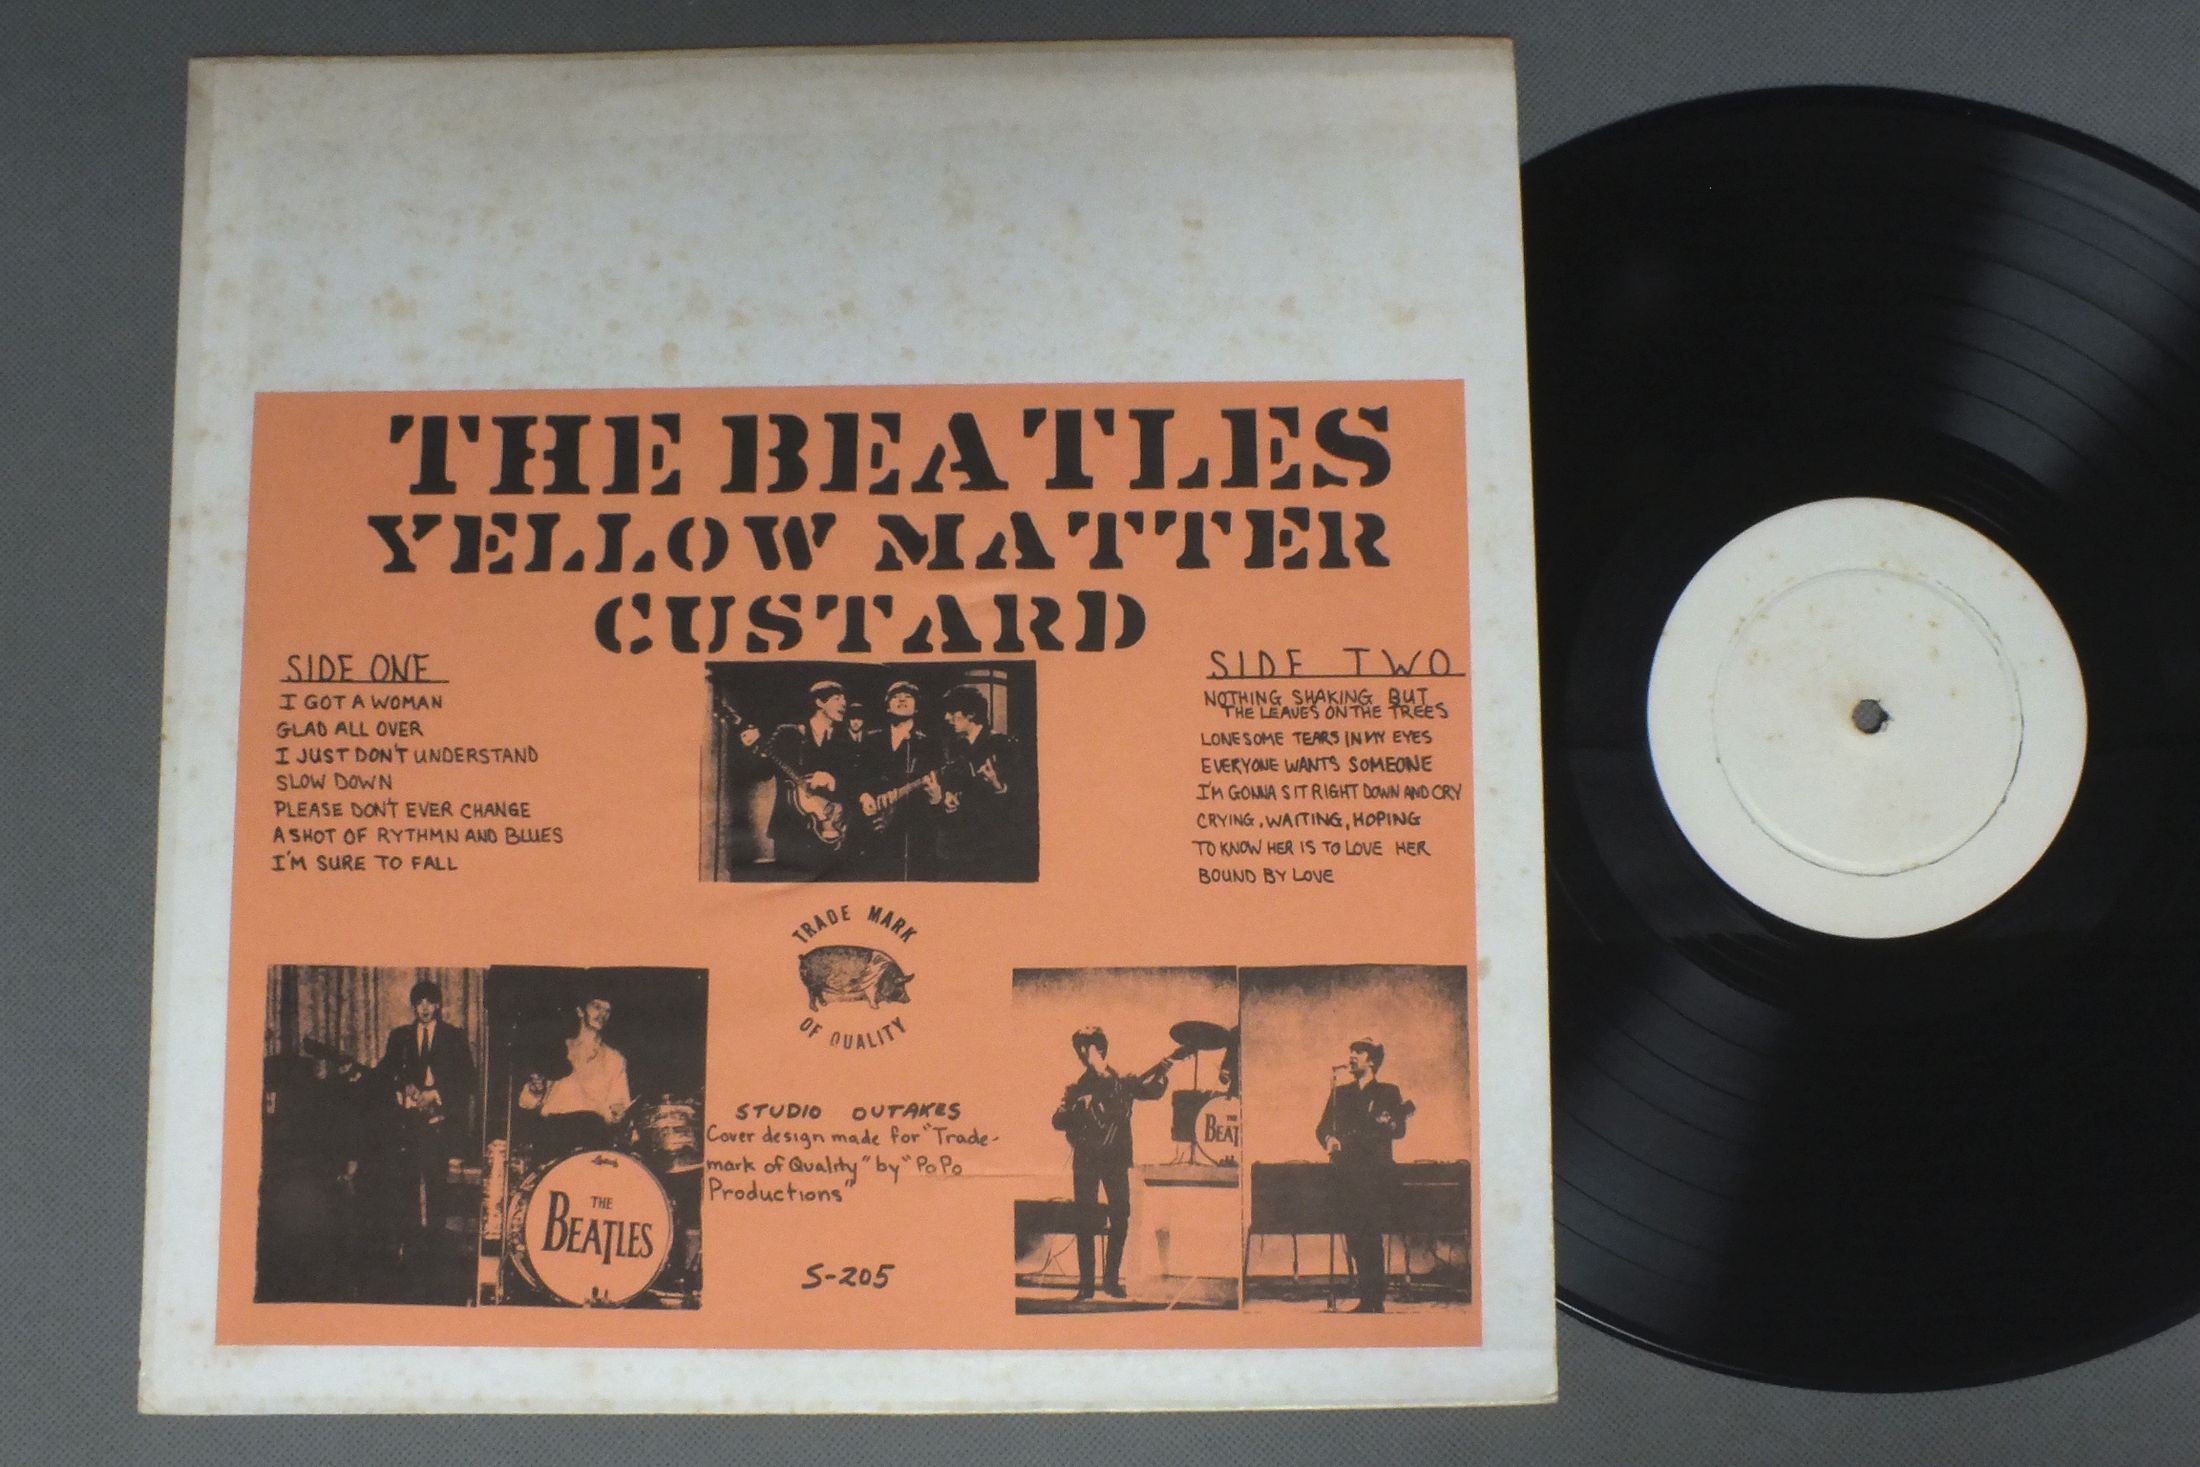 THE BEATLES
YELLOW MATTER
CUSTARD
SIDE ONE
I GOT A WOMAN
GLAD ALL OVER
I JUST DON'T UNDERSTAND
SLOW DOWN
PLEASE DON'T EVER CHANGE
A SHOT OF RYTHMN AND BLUES
I'M SURE TO FALL
SIDE TWO
NOTHING SHAKING BUT
THE LEAVES ON THE TREES
LONESOME TEARS IN MY EYES
EVERYONE WANTS SOMEONE
I'M GONNA SIT RIGHT DOWN AND CRY
CRYING, WAITING, HOPING
TO KNOW HER IS TO LOVE HER
BOUND BY LOVE
TRADE MARK
OF QUALITY
STUDIO OUTAKES
Cover design made for "Trade-
mark of Quality" by "PoPo
Productions"
S-205
THE
BEATLES
THE
BEAT